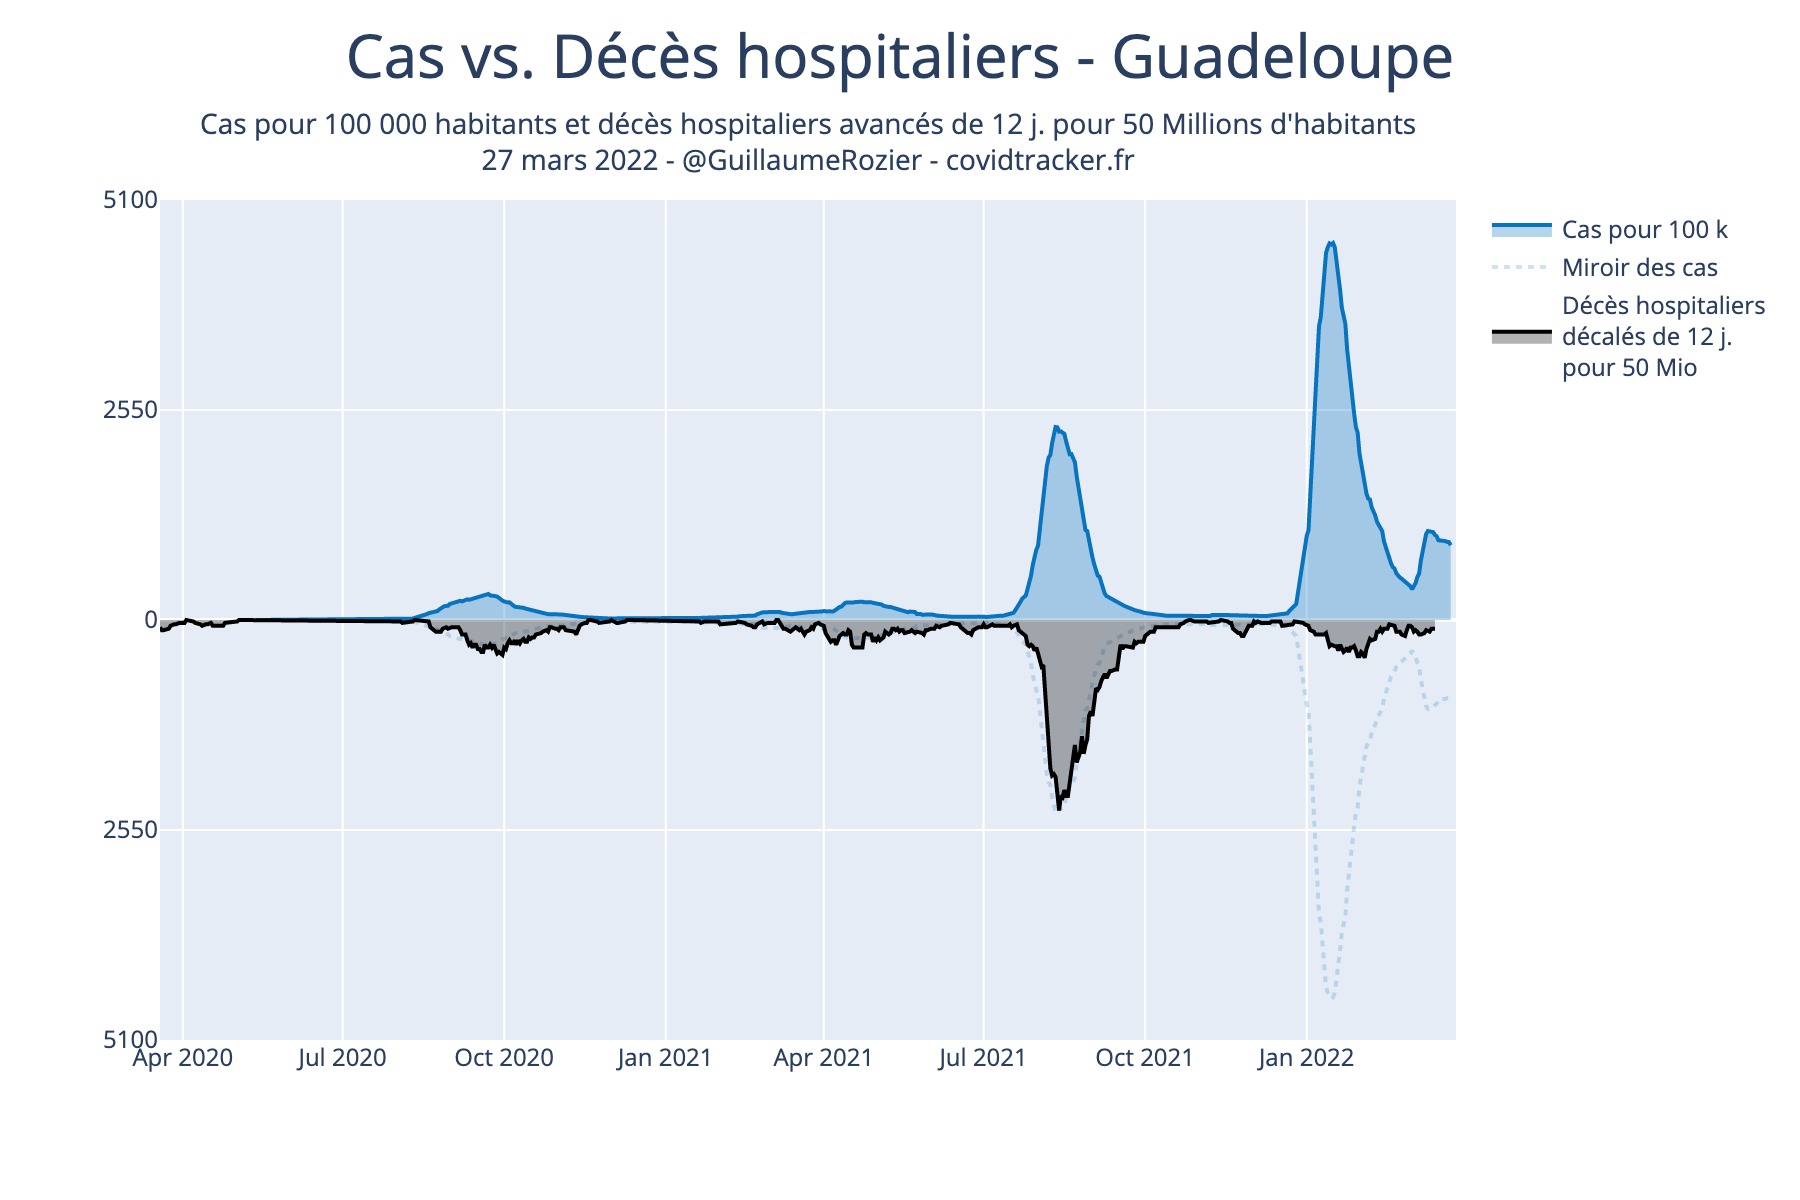 Cas vs. Décès hospitaliers - Guadeloupe
Cas pour 100 000 habitants et décès hospitaliers avancés de 12 j. pour 50 Millions d'habitants
27 mars 2022 - @GuillaumeRozier - covidtracker.fr
5100
2550
0
2550
5100
Apr 2020
Jul 2020
Oct 2020
Jan 2021
Apr 2021
Jul 2021
Oct 2021
Jan 2022
Cas pour 100 k
Miroir des cas
Décès hospitaliers
décalés de 12 j.
pour 50 Mio